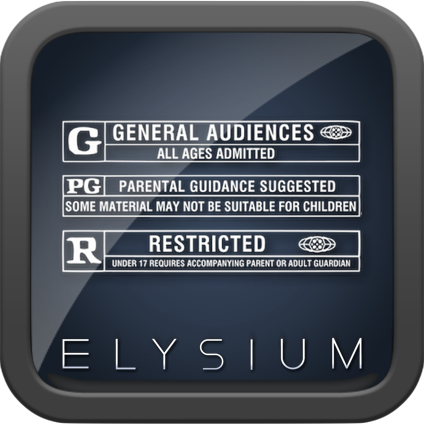 G GENERAL AUDIENCES
ALL AGES ADMITTED
PG PARENTAL GUIDANCE SUGGESTED
SOME MATERIAL MAY NOT BE SUITABLE FOR CHILDREN
R RESTRICTED
UNDER 17 REQUIRES ACCOMPANYING PARENT OR ADULT GUARDIAN
ELYSIUM